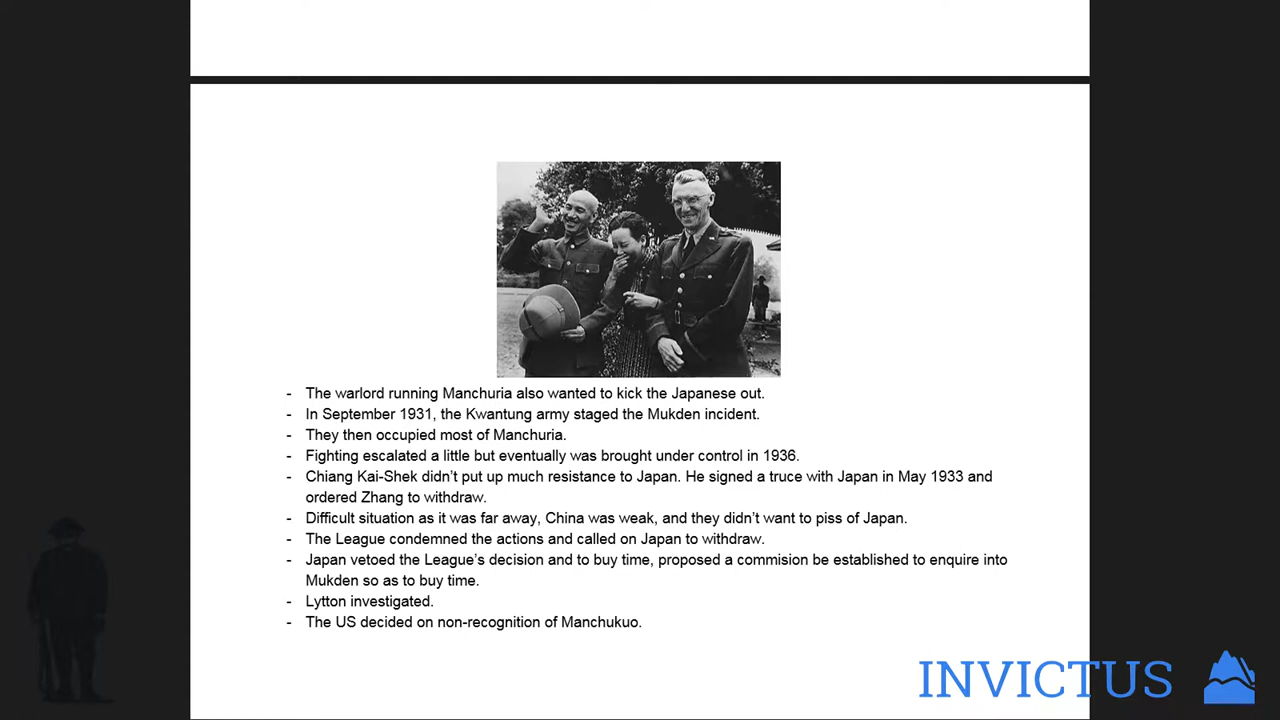 - The warlord running Manchuria also wanted to kick the Japanese out.
- In September 1931, the Kwantung army staged the Mukden incident.
- They then occupied most of Manchuria.
- Fighting escalated a little but eventually was brought under control in 1936.
- Chiang Kai-Shek didn't put up much resistance to Japan. He signed a truce with Japan in May 1933 and
ordered Zhang to withdraw.
- Difficult situation as it was far away, China was weak, and they didn't want to piss of Japan.
- The League condemned the actions and called on Japan to withdraw.
- Japan vetoed the League's decision and to buy time, proposed a commision be established to enquire into
Mukden so as to buy time.
- Lytton investigated.
- The US decided on non-recognition of Manchukuo.
INVICTUS